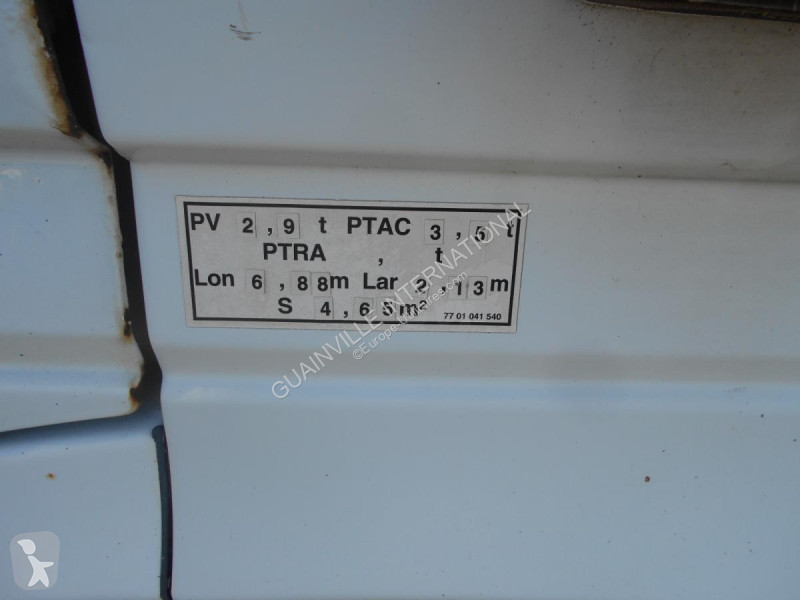 PV 2,9 t PTAC 3,5 t
PTRA , t
Lon 6,88m Lar 2,13m
S 4,65m²
77 01 041 540
GUAINVILLE INTERNATIONAL